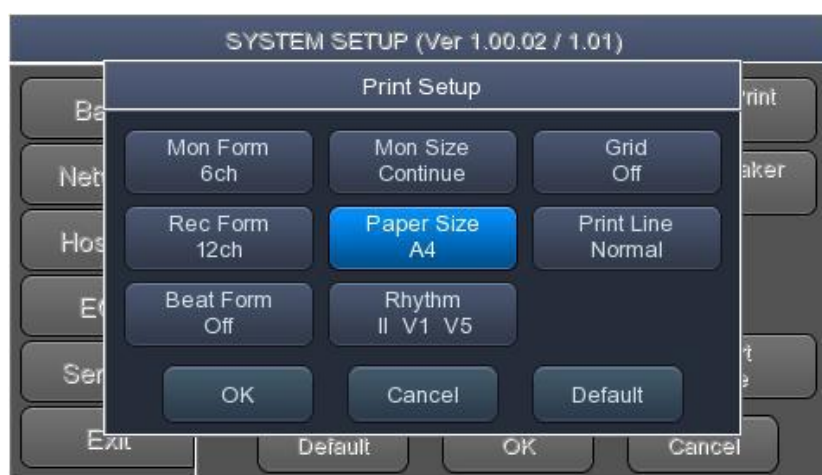 SYSTEM SETUP (Ver 1.00.02 / 1.01)
Print Setup
Mon Form
6ch
Mon Size
Continue
Grid
Off
Rec Form
12ch
Paper Size
A4
Print Line
Normal
Beat Form
Off
Rhythm
II V1 V5
OK
Cancel
Default
Exit
Default
OK
Cancel